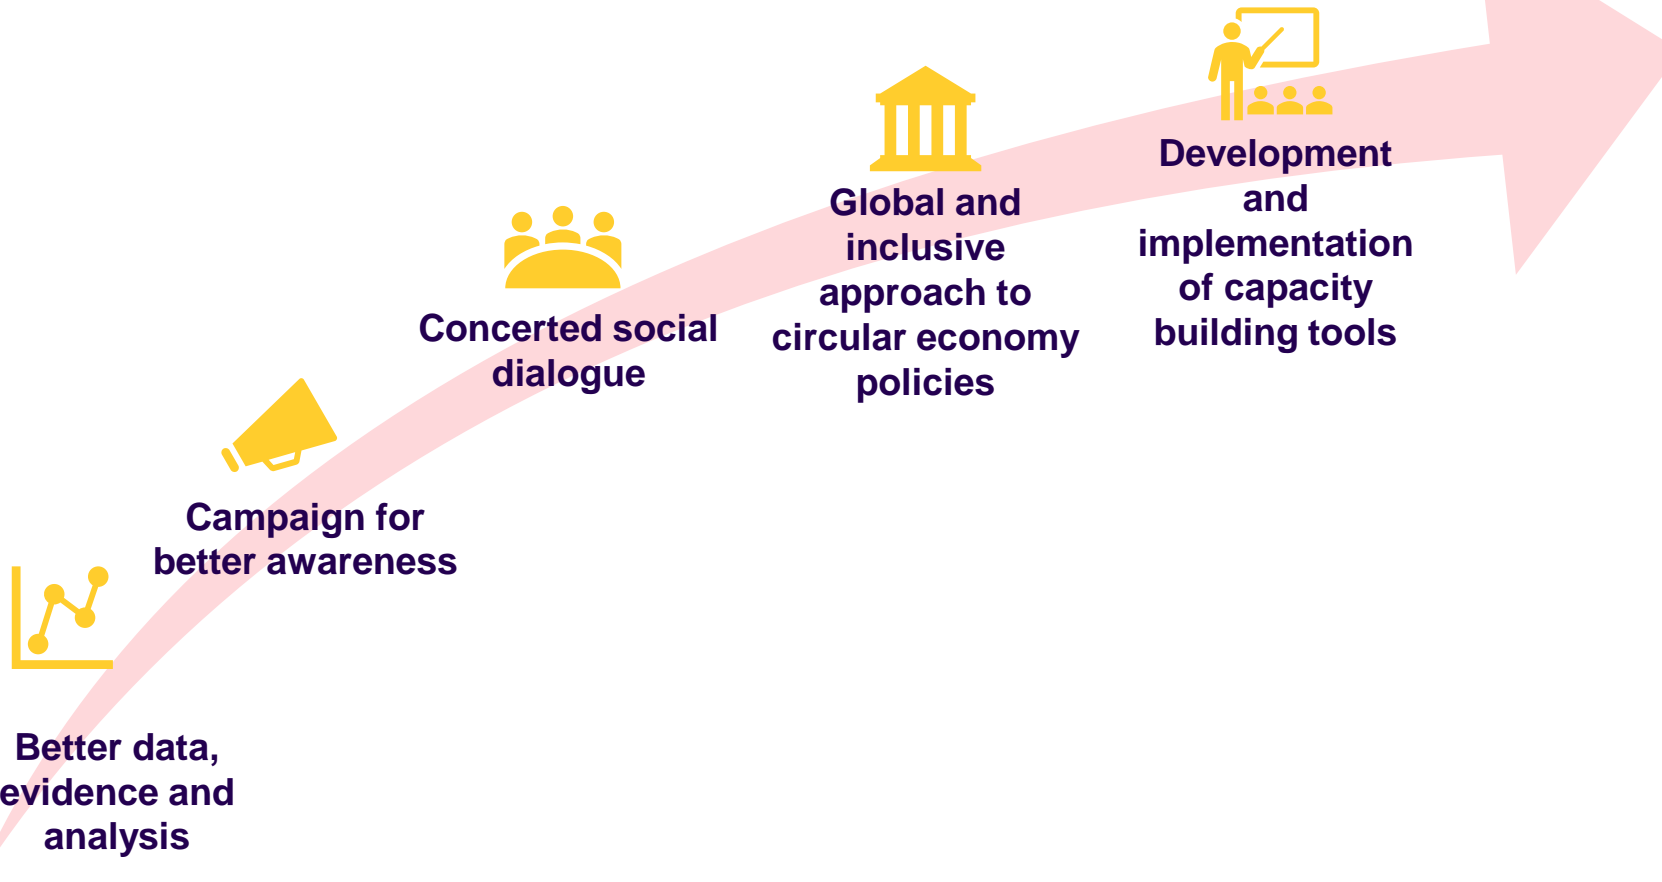 Better data,
evidence and
analysis
Campaign for
better awareness
Concerted social
dialogue
Global and
inclusive
approach to
circular economy
policies
Development
and
implementation
of capacity
building tools